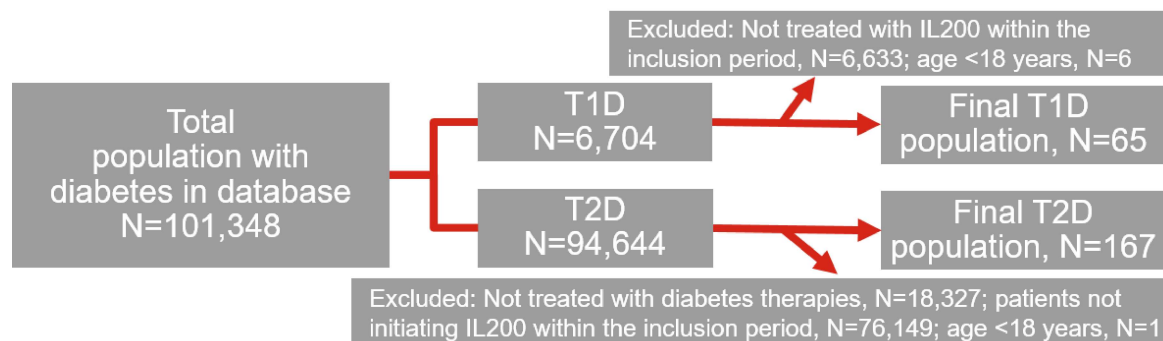 Excluded: Not treated with IL200 within the
inclusion period, N=6,633; age <18 years, N=6
Total
population with
diabetes in database
N=101,348
T1D
N=6,704
Final T1D
population, N=65
T2D
N=94,644
Final T2D
population, N=167
Excluded: Not treated with diabetes therapies, N=18,327; patients not
initiating IL200 within the inclusion period, N=76,149; age <18 years, N=1